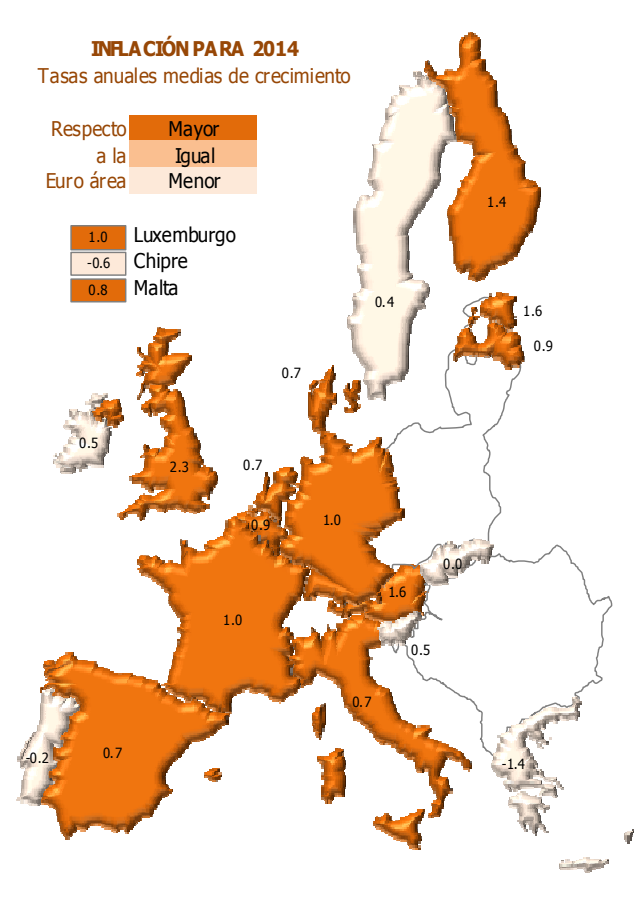 INFLACIÓN PARA 2014
Tasas anuales medias de crecimiento
Respecto Mayor
a la Igual
Euro área Menor
1.0 Luxemburgo
-0.6 Chipre
0.8 Malta
1.4
0.4
1.6
0.9
0.7
0.5
2.3
0.7
0.9
1.0
0.0
1.6
1.0
0.5
0.7
-0.2
0.7
-1.4